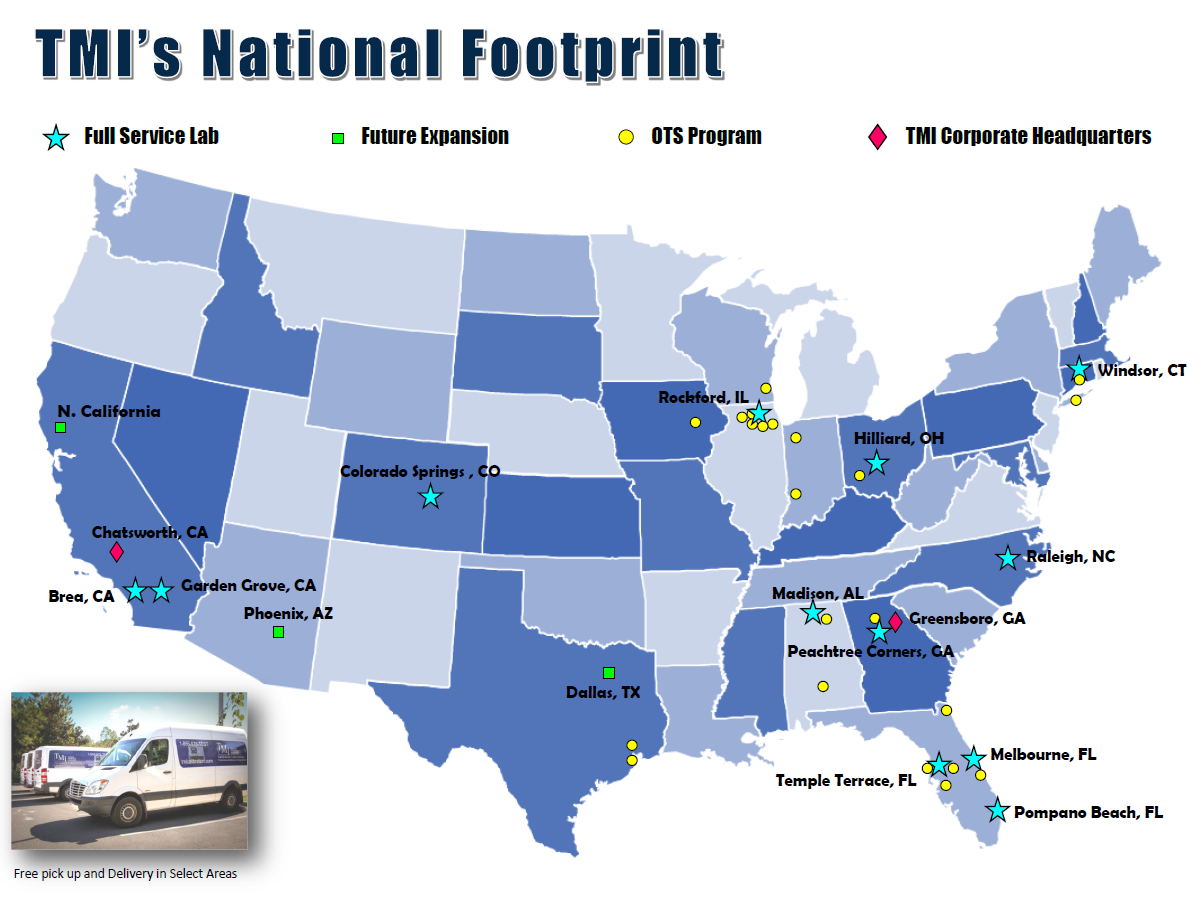 TMI's National Footprint
Full Service Lab
Future Expansion
OTS Program
TMI Corporate Headquarters
Windsor, CT
Rockford, IL
N. California
Hilliard, OH
Colorado Springs , CO
Chatsworth, CA
Raleigh, NC
Garden Grove, CA
Brea, CA
Madison, AL
Phoenix, AZ
Greensboro, GA
Peachtree Corners, GA
Dallas, TX
Melbourne, FL
Temple Terrace, FL
Pompano Beach, FL
TMI
Free pick up and Delivery in Select Areas